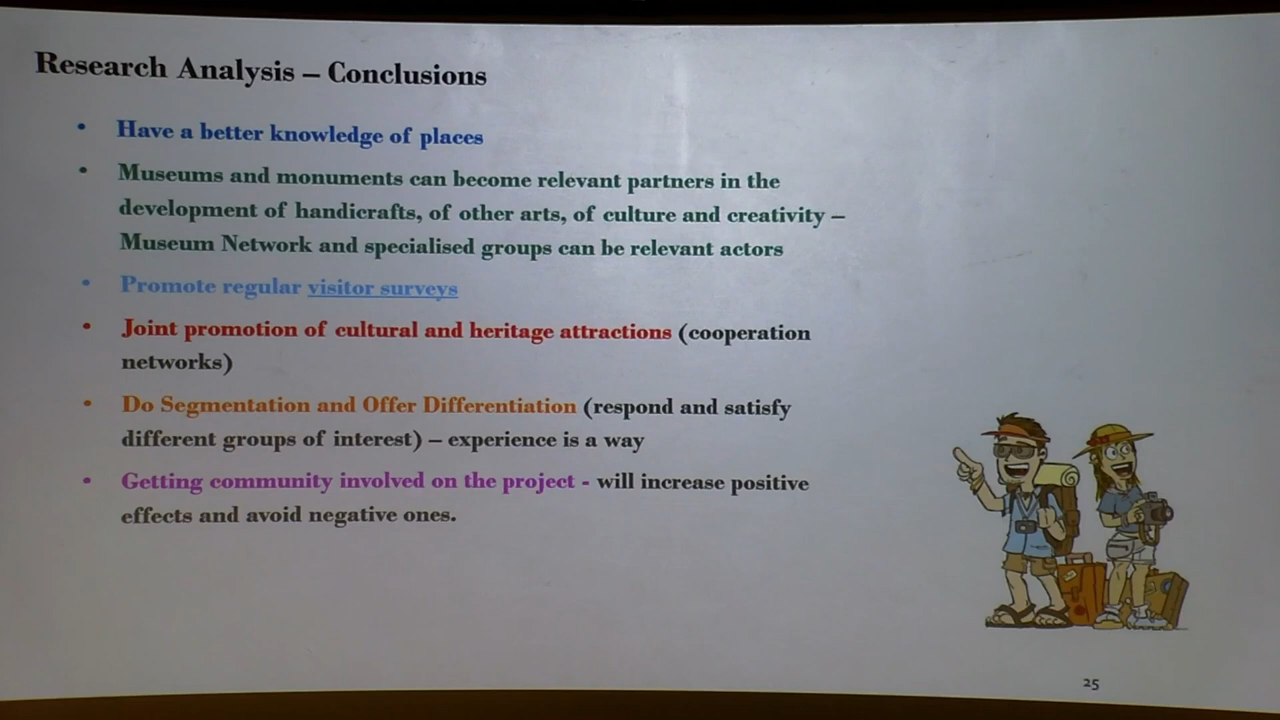 Research Analysis – Conclusions
• Have a better knowledge of places
• Museums and monuments can become relevant partners in the
development of handicrafts, of other arts, of culture and creativity –
Museum Network and specialised groups can be relevant actors
• Promote regular visitor surveys
• Joint promotion of cultural and heritage attractions (cooperation
networks)
• Do Segmentation and Offer Differentiation (respond and satisfy
different groups of interest) – experience is a way
• Getting community involved on the project - will increase positive
effects and avoid negative ones.
25